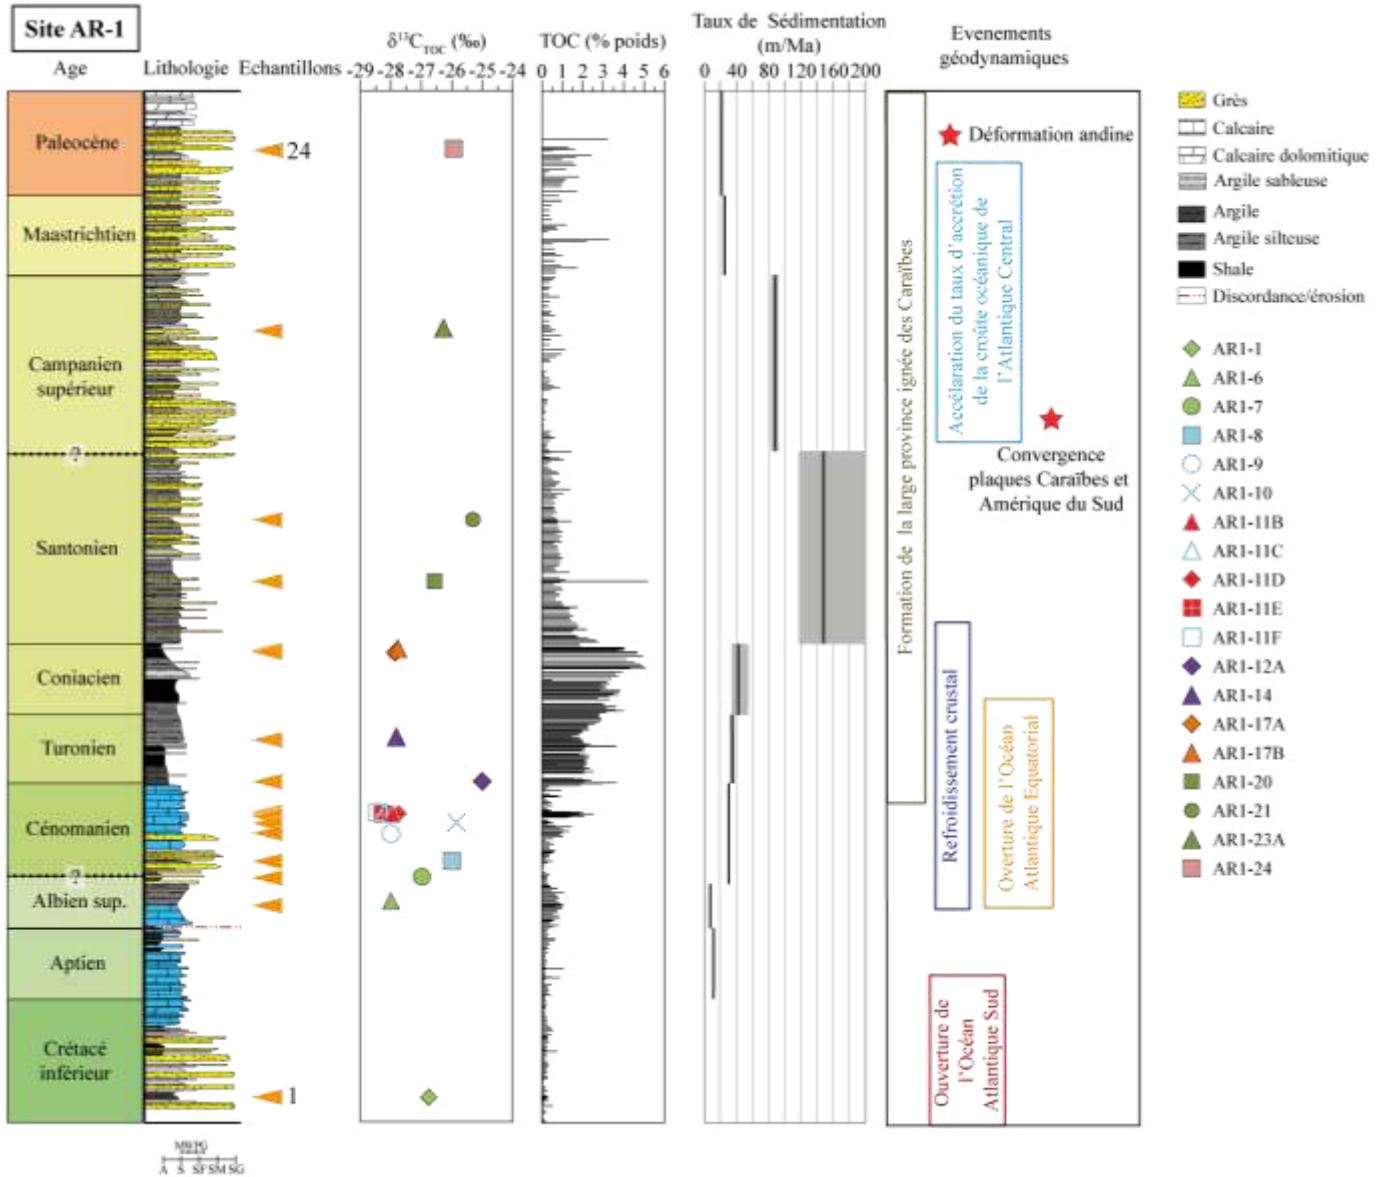 Site AR-1
Age
Lithologie
Echantillons
δ¹³C_TOC (‰)
-29 -28 -27 -26 -25 -24
TOC (% poids)
0 1 2 3 4 5 6
Taux de Sédimentation
(m/Ma)
0 40 80 120 160 200
Evenements
géodynamiques
Paleocène
Maastrichtien
Campanien
supérieur
?
Santonien
Coniacien
Turonien
Cénomanien
?
Albien sup.
Aptien
Crétacé
inférieur
24
1
A S SF SM SG
Formation de la large province ignée des Caraïbes
Déformation andine
Accélaration du taux d'accrétion
de la croûte océanique de
l'Atlantique Central
Convergence
plaques Caraïbes et
Amérique du Sud
Refroidissement crustal
Overture de l'Océan
Atlantique Equatorial
Ouverture de
l'Océan
Atlantique Sud
Grès
Calcaire
Calcaire dolomitique
Argile sableuse
Argile
Argile silteuse
Shale
Discordance/érosion
AR1-1
AR1-6
AR1-7
AR1-8
AR1-9
AR1-10
AR1-11B
AR1-11C
AR1-11D
AR1-11E
AR1-11F
AR1-12A
AR1-14
AR1-17A
AR1-17B
AR1-20
AR1-21
AR1-23A
AR1-24